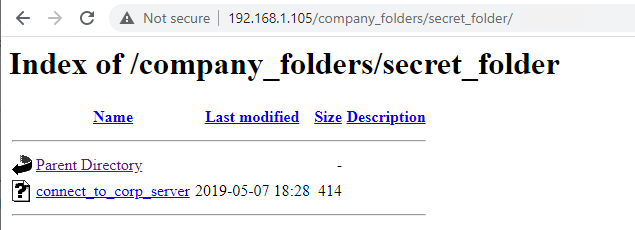 Not secure | 192.168.1.105/company_folders/secret_folder/
Index of /company_folders/secret_folder
Name Last modified Size Description
Parent Directory -
connect_to_corp_server 2019-05-07 18:28 414